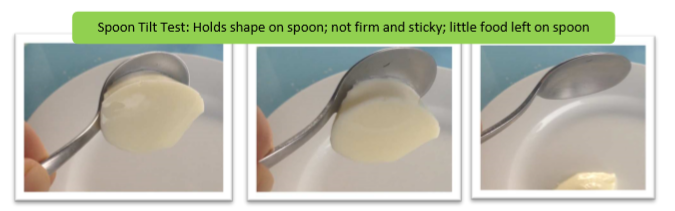 Spoon Tilt Test: Holds shape on spoon; not firm and sticky; little food left on spoon